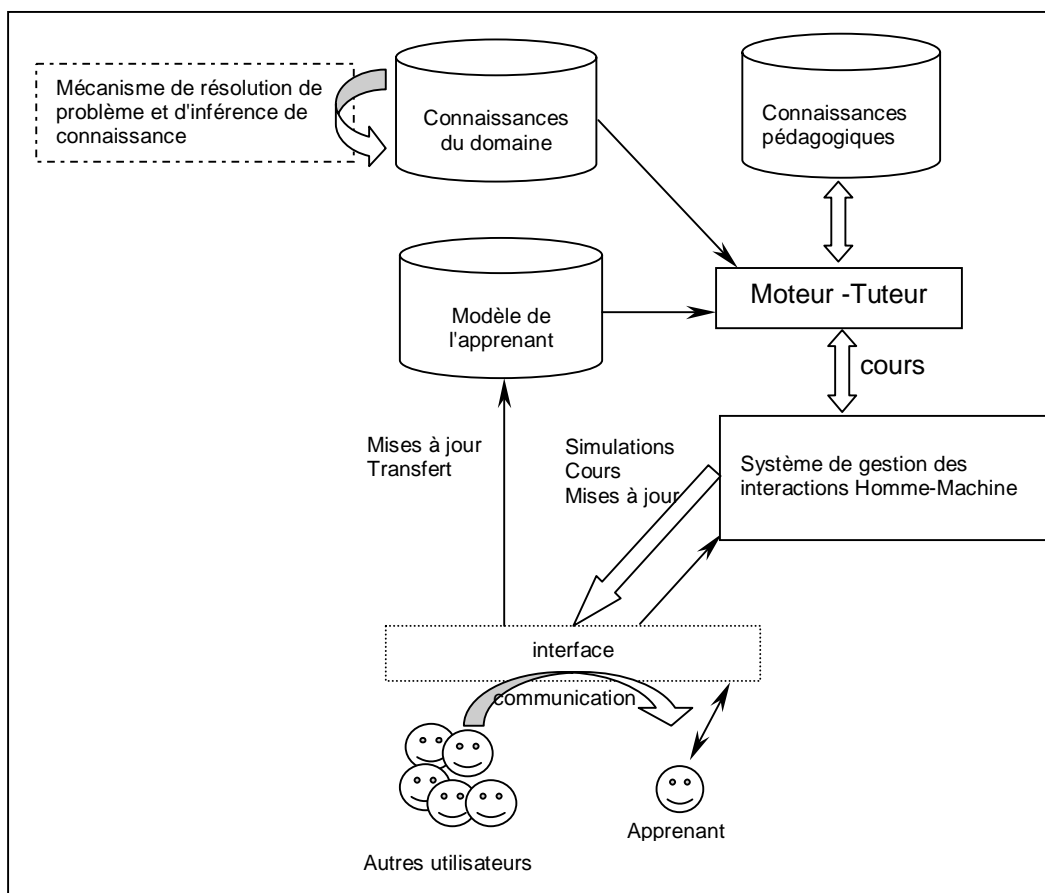 Mécanisme de résolution de
problème et d'inférence de
connaissance
Connaissances
du domaine
Connaissances
pédagogiques
Modèle de
l'apprenant
Moteur -Tuteur
cours
Mises à jour
Transfert
Simulations
Cours
Mises à jour
Système de gestion des
interactions Homme-Machine
interface
communication
Autres utilisateurs
Apprenant